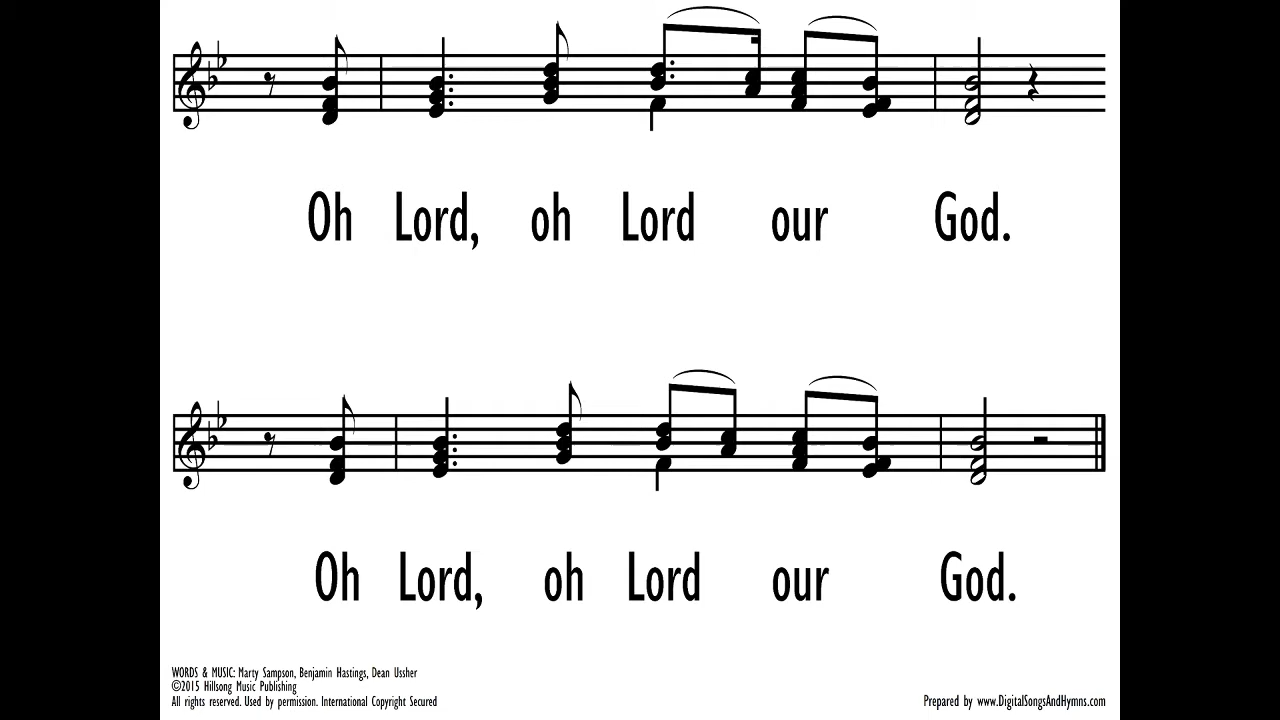 Oh Lord, oh Lord our God.
Oh Lord, oh Lord our God.
WORDS & MUSIC: Marty Sampson, Benjamin Hastings, Dean Ussher
©2015 Hillsong Music Publishing
All rights reserved. Used by permission. International Copyright Secured
Prepared by www.DigitalSongsAndHymns.com